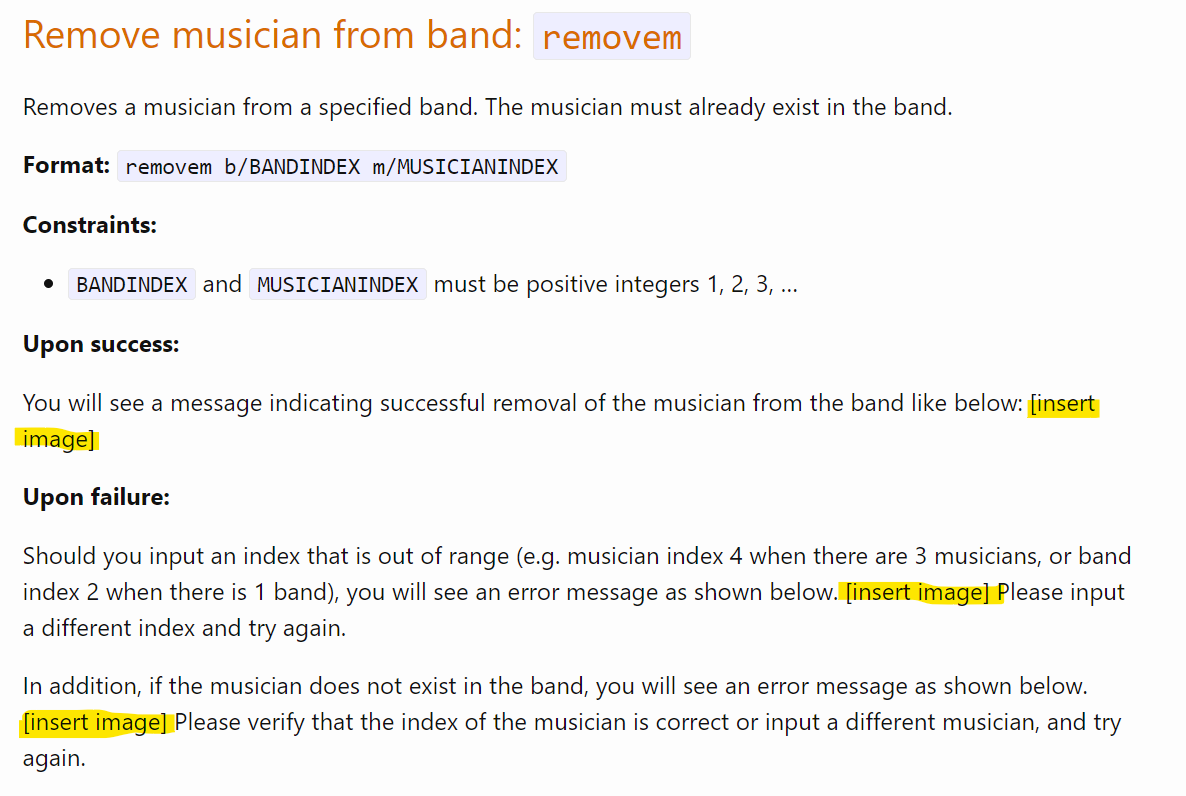 Remove musician from band: removem
Removes a musician from a specified band. The musician must already exist in the band.
Format: removem b/BANDINDEX m/MUSICIANINDEX
Constraints:
• BANDINDEX and MUSICIANINDEX must be positive integers 1, 2, 3, …
Upon success:
You will see a message indicating successful removal of the musician from the band like below: [insert
image]
Upon failure:
Should you input an index that is out of range (e.g. musician index 4 when there are 3 musicians, or band
index 2 when there is 1 band), you will see an error message as shown below. [insert image] Please input
a different index and try again.
In addition, if the musician does not exist in the band, you will see an error message as shown below.
[insert image] Please verify that the index of the musician is correct or input a different musician, and try
again.